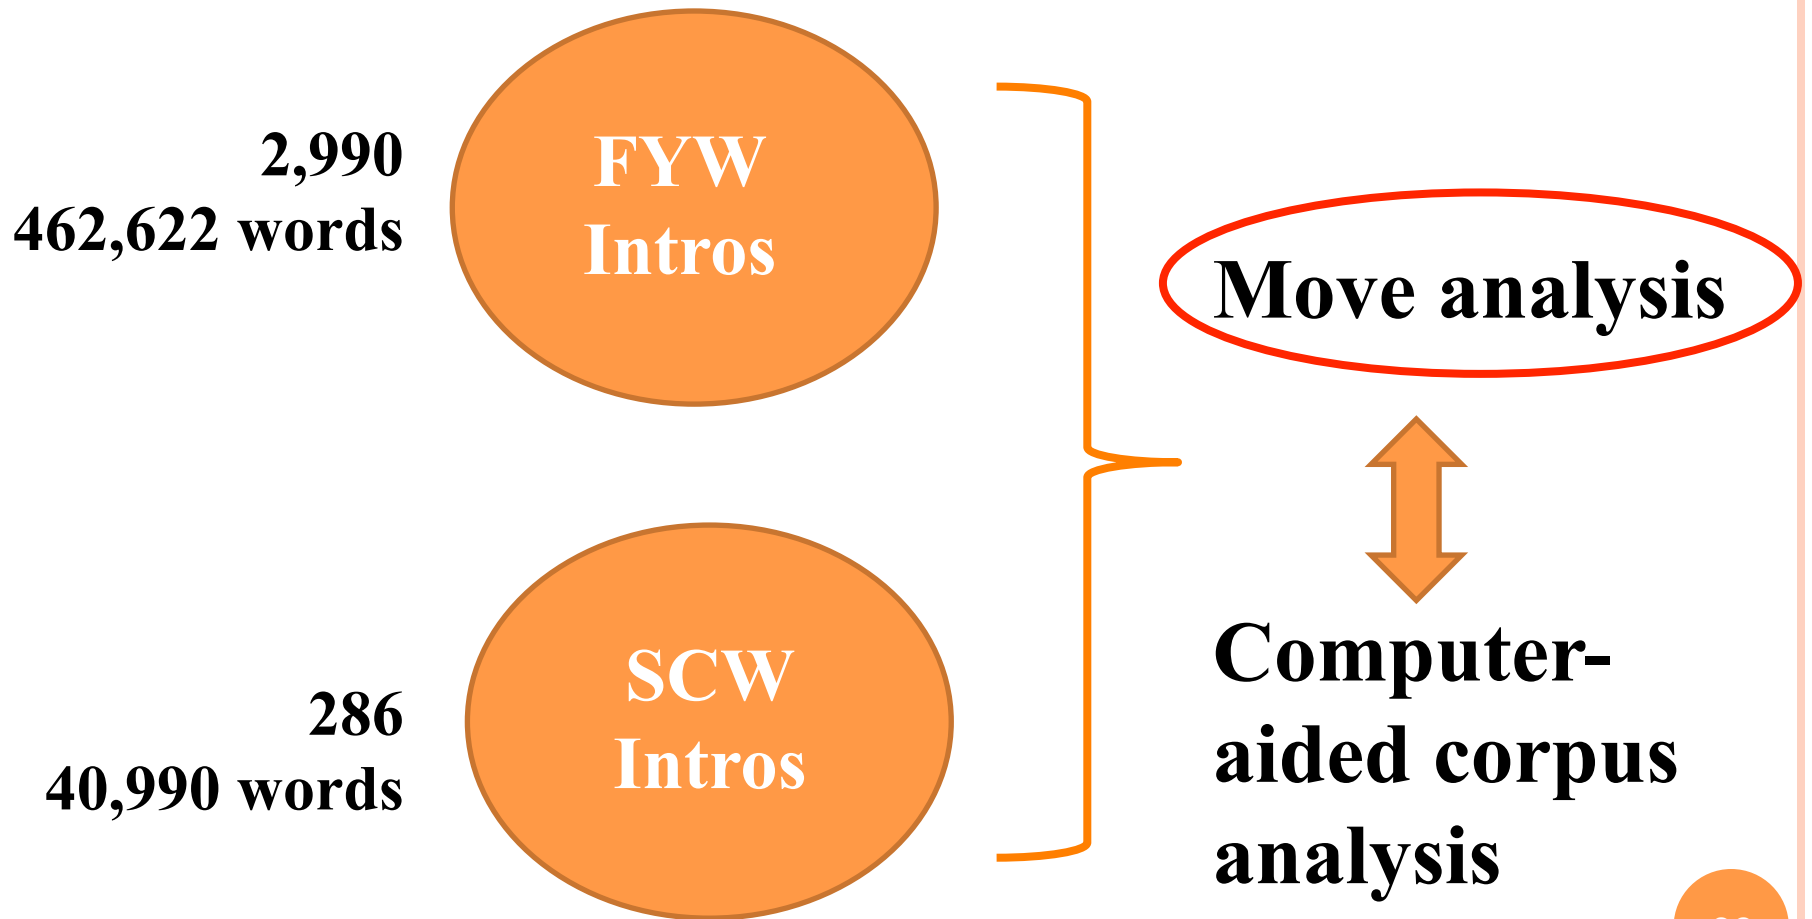 2,990
462,622 words
FYW
Intros
286
40,990 words
SCW
Intros
Move analysis
Computer-
aided corpus
analysis